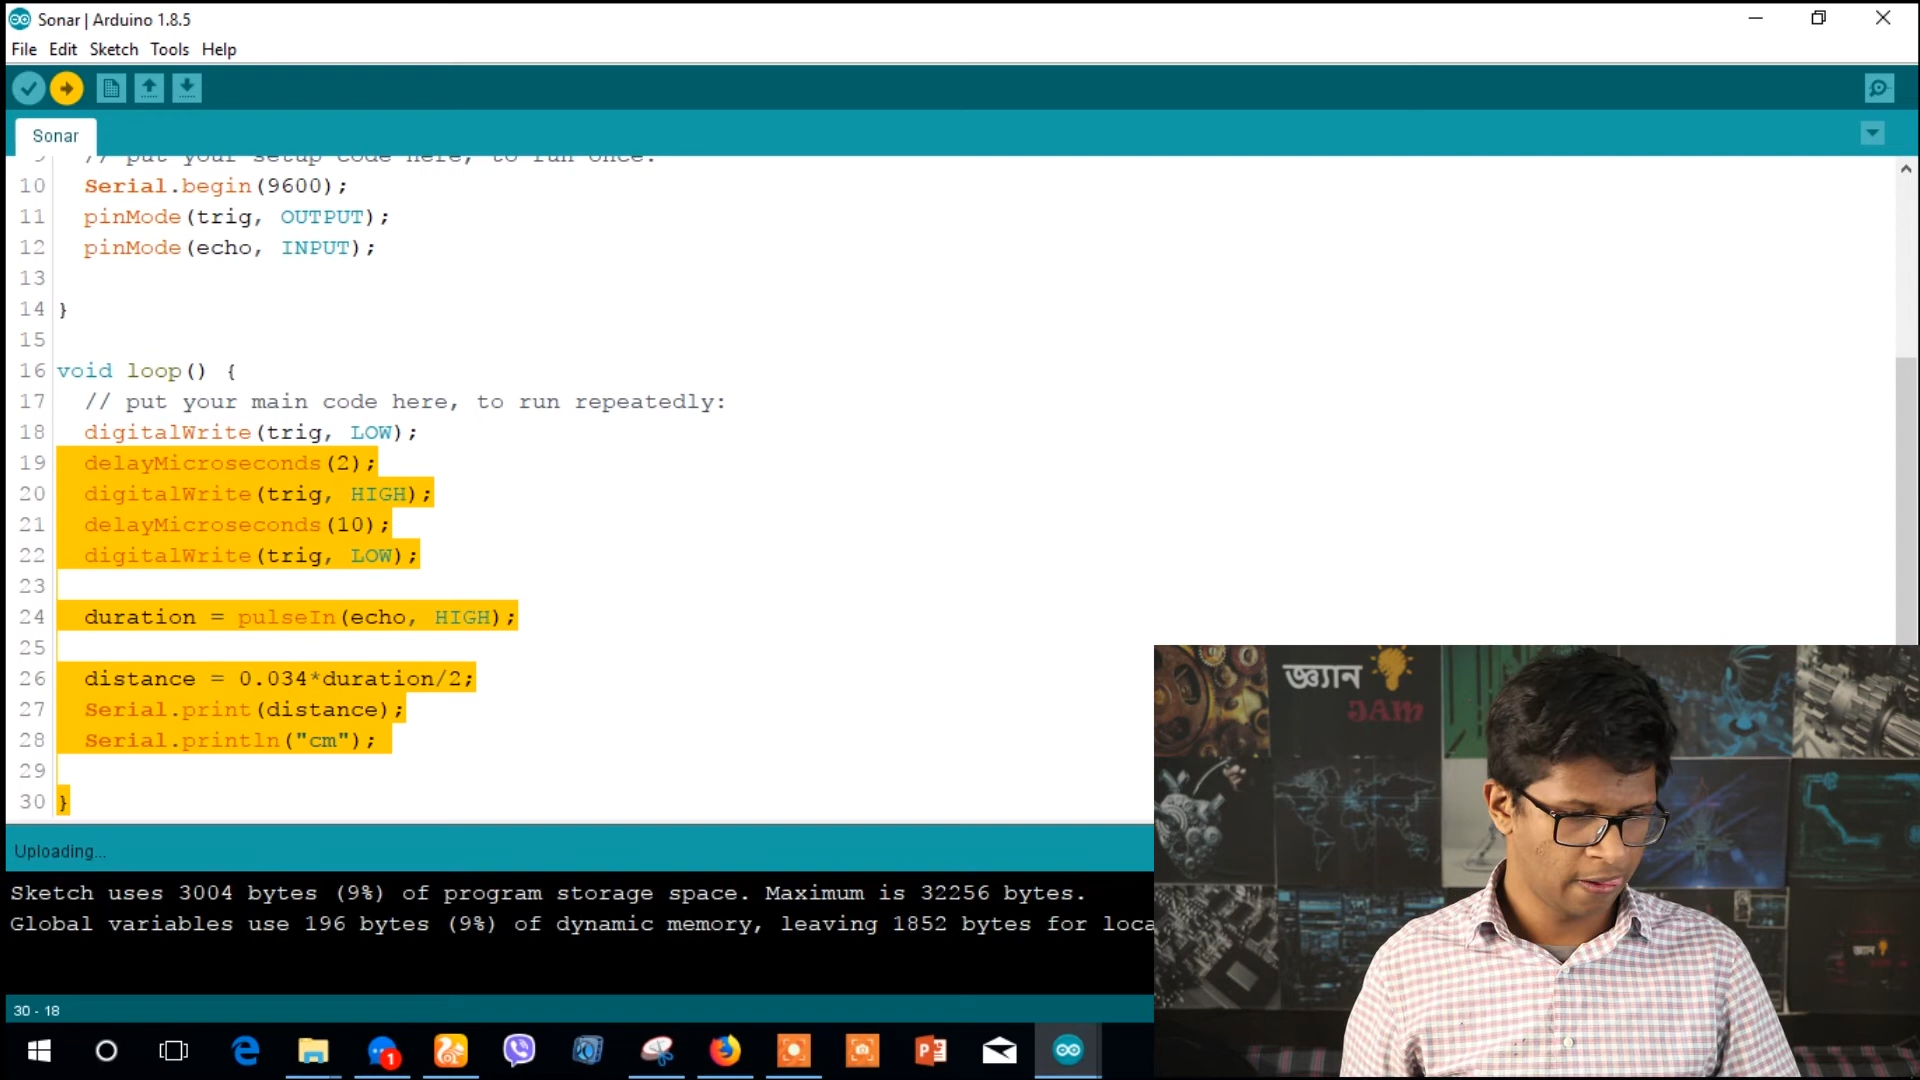 Sonar | Arduino 1.8.5
File Edit Sketch Tools Help
Sonar
9 // put your setup code here, to run once:
10 Serial.begin(9600);
11 pinMode(trig, OUTPUT);
12 pinMode(echo, INPUT);
13
14 }
15
16 void loop() {
17 // put your main code here, to run repeatedly:
18 digitalWrite(trig, LOW);
19 delayMicroseconds(2);
20 digitalWrite(trig, HIGH);
21 delayMicroseconds(10);
22 digitalWrite(trig, LOW);
23
24 duration = pulseIn(echo, HIGH);
25
26 distance = 0.034*duration/2;
27 Serial.print(distance);
28 Serial.println("cm");
29
30 }
জ্ঞ্যান
JAM
Uploading...
Sketch uses 3004 bytes (9%) of program storage space. Maximum is 32256 bytes.
Global variables use 196 bytes (9%) of dynamic memory, leaving 1852 bytes for loca
30 - 18
1